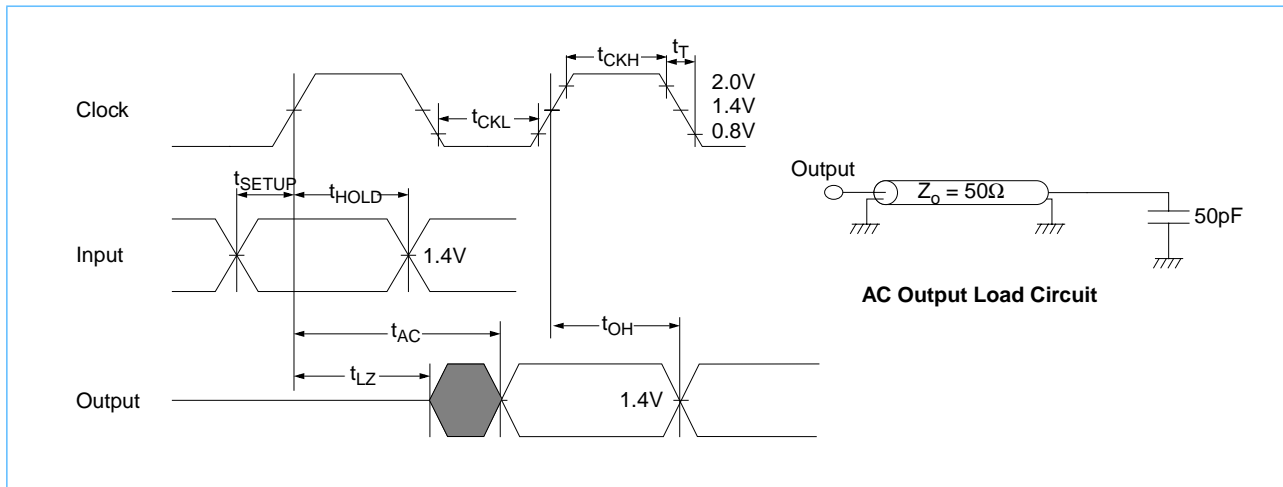 tCKH
tT
2.0V
1.4V
0.8V
Clock
tCKL
tSETUP
tHOLD
Input
1.4V
tAC
tOH
tLZ
Output
1.4V
Output
Zo = 50Ω
50pF
AC Output Load Circuit